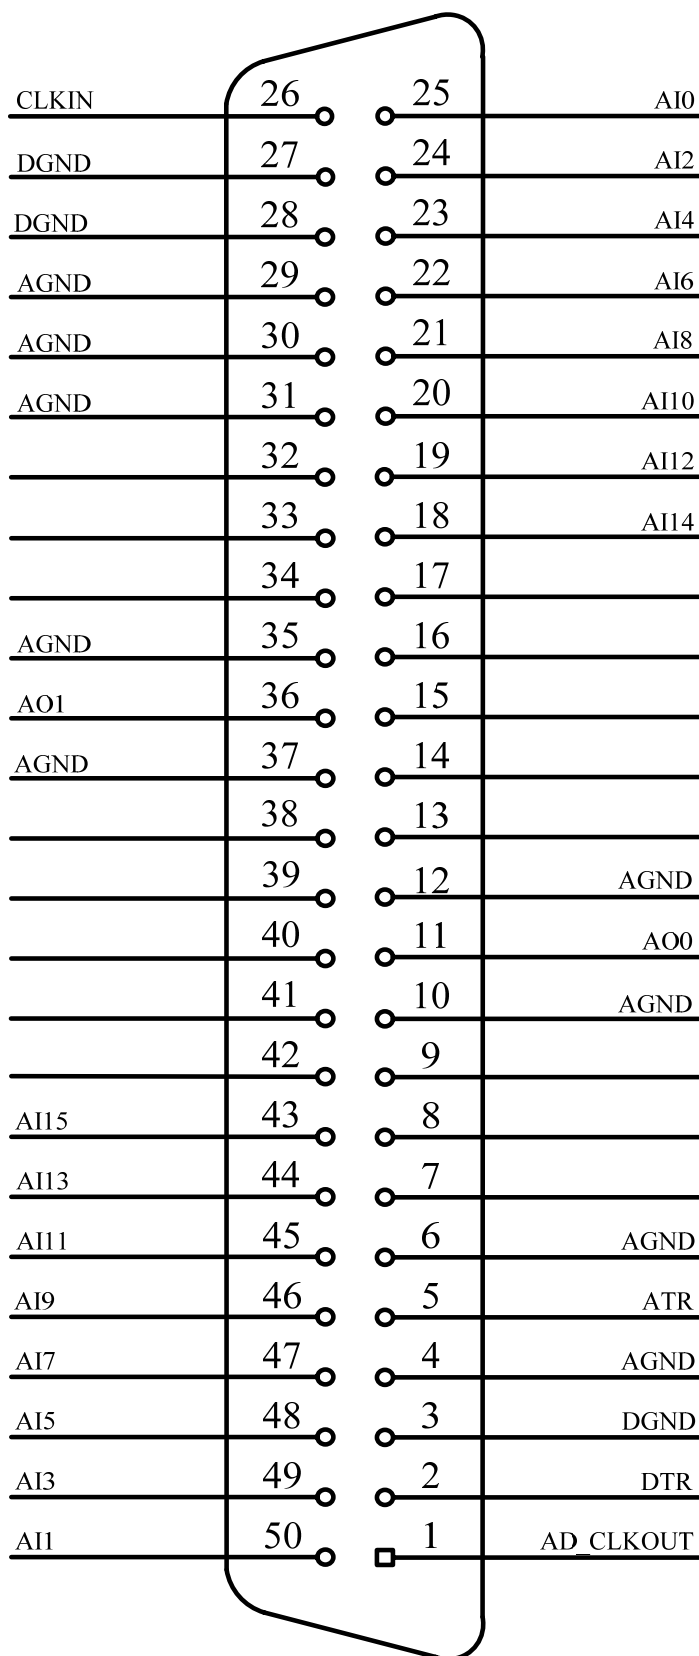 CLKIN 26 25 AI0
DGND 27 24 AI2
DGND 28 23 AI4
AGND 29 22 AI6
AGND 30 21 AI8
AGND 31 20 AI10
32 19 AI12
33 18 AI14
34 17
AGND 35 16
AO1 36 15
AGND 37 14
38 13
39 12 AGND
40 11 AO0
41 10 AGND
42 9
AI15 43 8
AI13 44 7
AI11 45 6 AGND
AI9 46 5 ATR
AI7 47 4 AGND
AI5 48 3 DGND
AI3 49 2 DTR
AI1 50 1 AD_CLKOUT